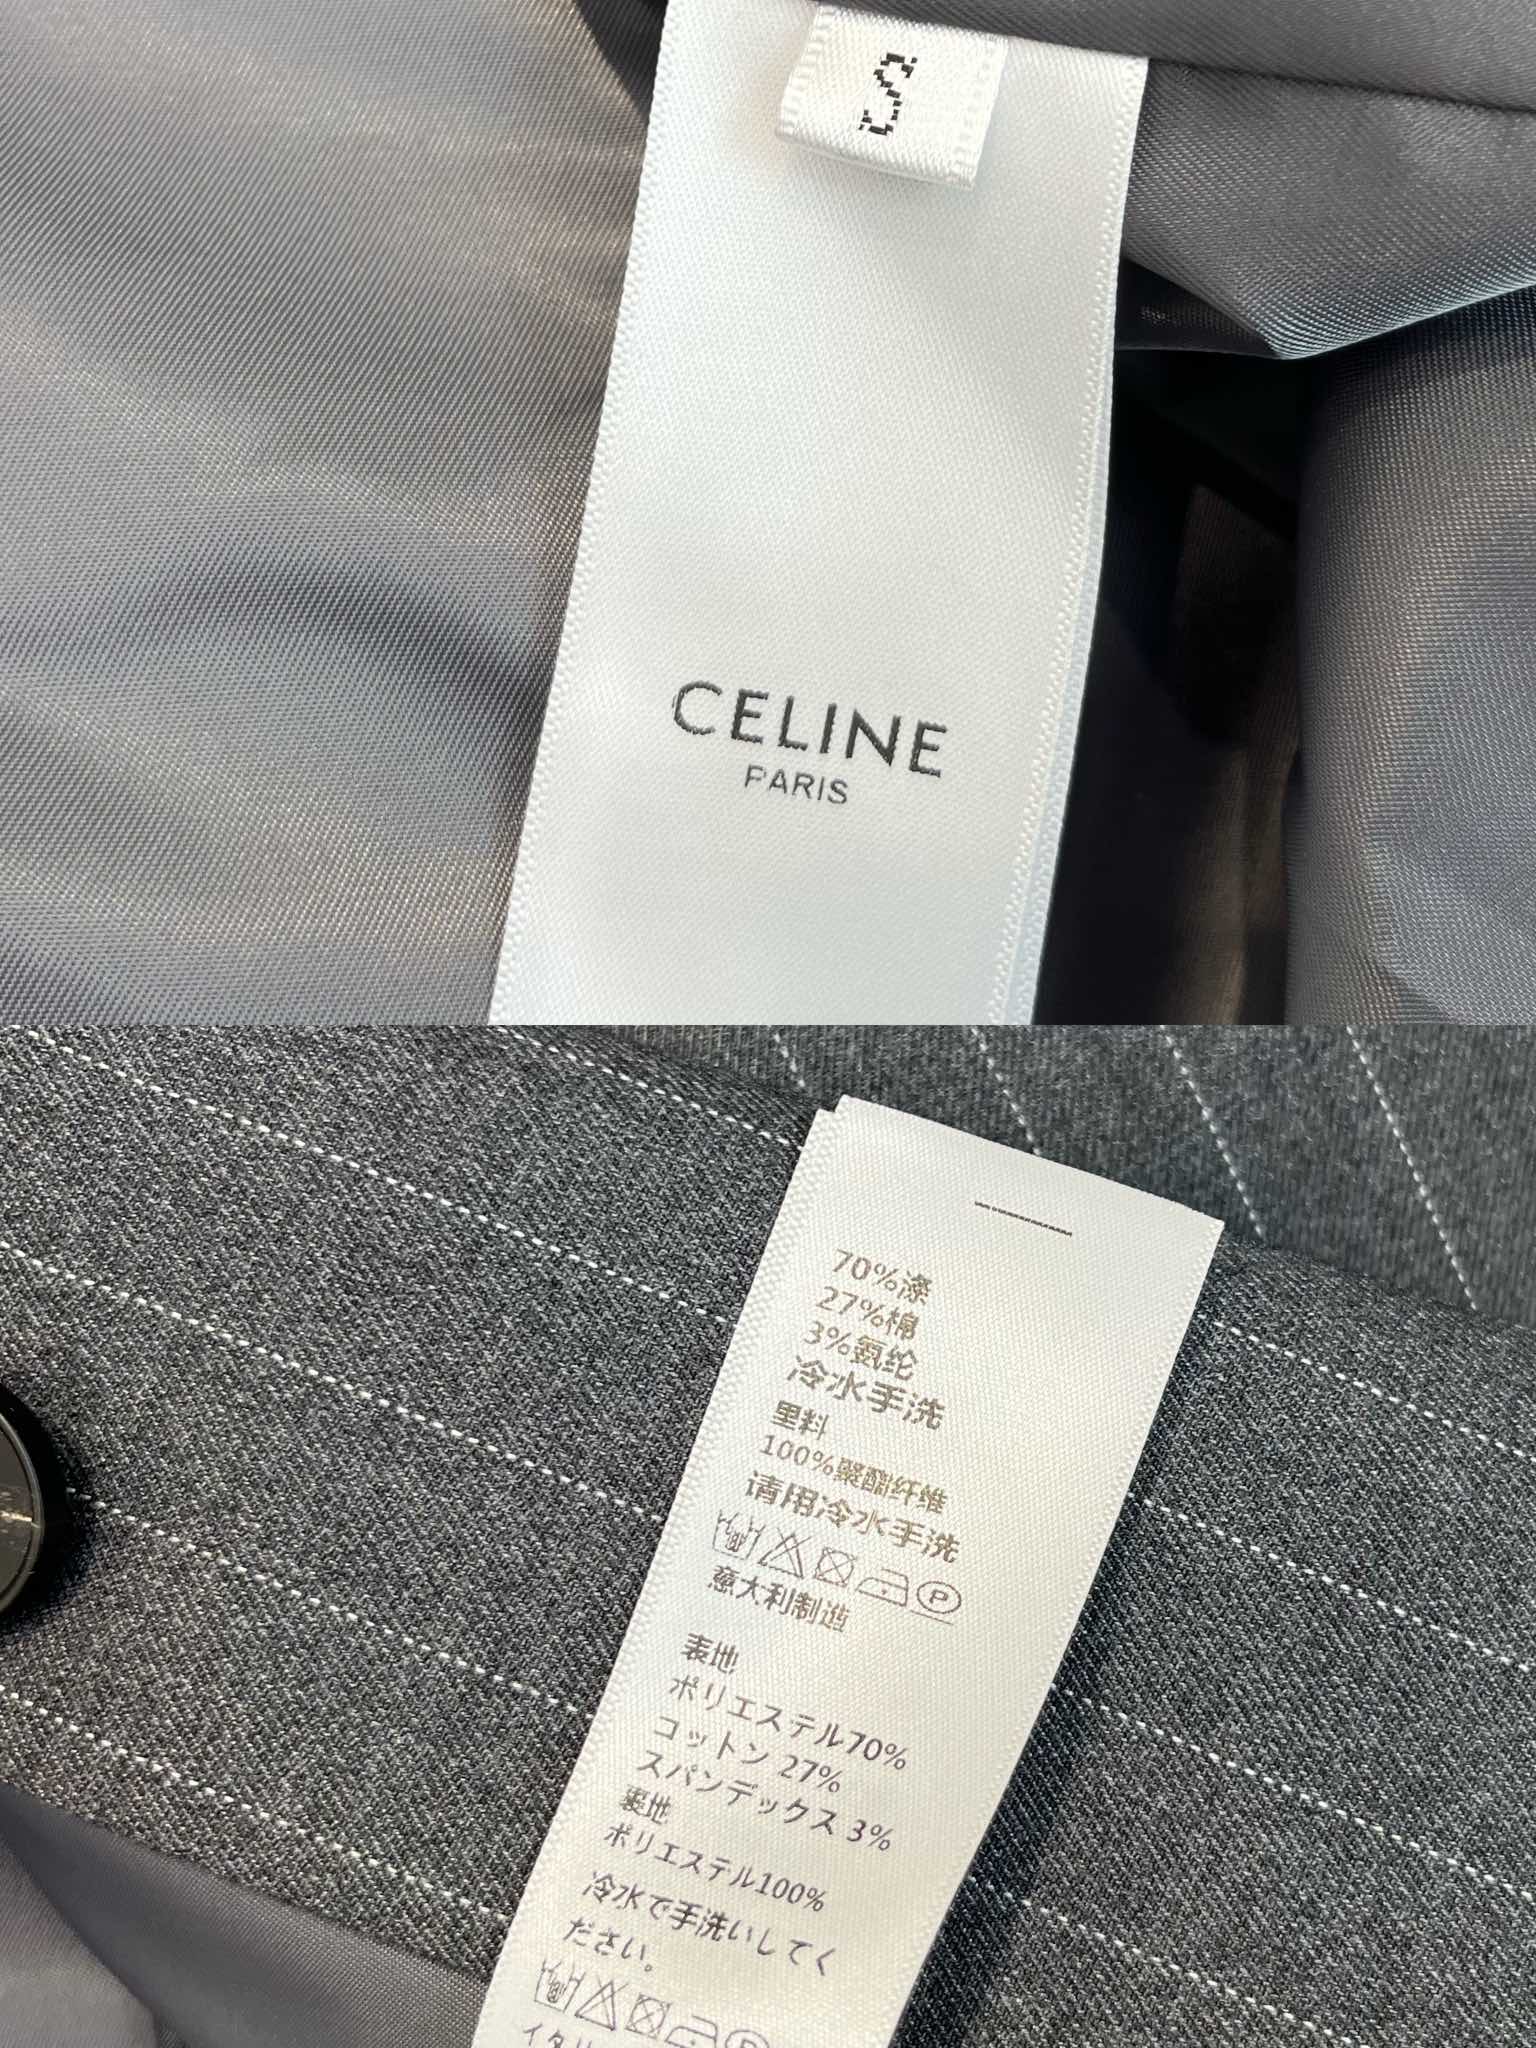 S
CELINE
PARIS
70%涤
27%棉
3%氨纶
冷水手洗
里料
100%聚酯纤维
请用冷水手洗
P
意大利制造
表地
ポリエステル70%
コットン 27%
スパンデックス 3%
裏地
ポリエステル100%
冷水で手洗いしてく
ださい。